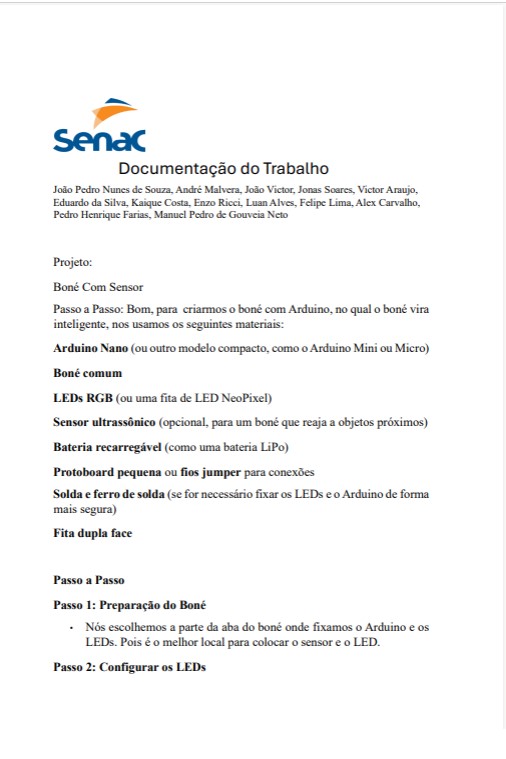 Senac
Documentação do Trabalho
João Pedro Nunes de Souza, André Malvera, João Victor, Jonas Soares, Victor Araujo,
Eduardo da Silva, Kaique Costa, Enzo Ricci, Luan Alves, Felipe Lima, Alex Carvalho,
Pedro Henrique Farias, Manuel Pedro de Gouveia Neto
Projeto:
Boné Com Sensor
Passo a Passo: Bom, para criarmos o boné com Arduino, no qual o boné vira
inteligente, nos usamos os seguintes materiais:
Arduino Nano (ou outro modelo compacto, como o Arduino Mini ou Micro)
Boné comum
LEDs RGB (ou uma fita de LED NeoPixel)
Sensor ultrassônico (opcional, para um boné que reaja a objetos próximos)
Bateria recarregável (como uma bateria LiPo)
Protoboard pequena ou fios jumper para conexões
Solda e ferro de solda (se for necessário fixar os LEDs e o Arduino de forma
mais segura)
Fita dupla face
Passo a Passo
Passo 1: Preparação do Boné
• Nós escolhemos a parte da aba do boné onde fixamos o Arduino e os
LEDs. Pois é o melhor local para colocar o sensor e o LED.
Passo 2: Configurar os LEDs